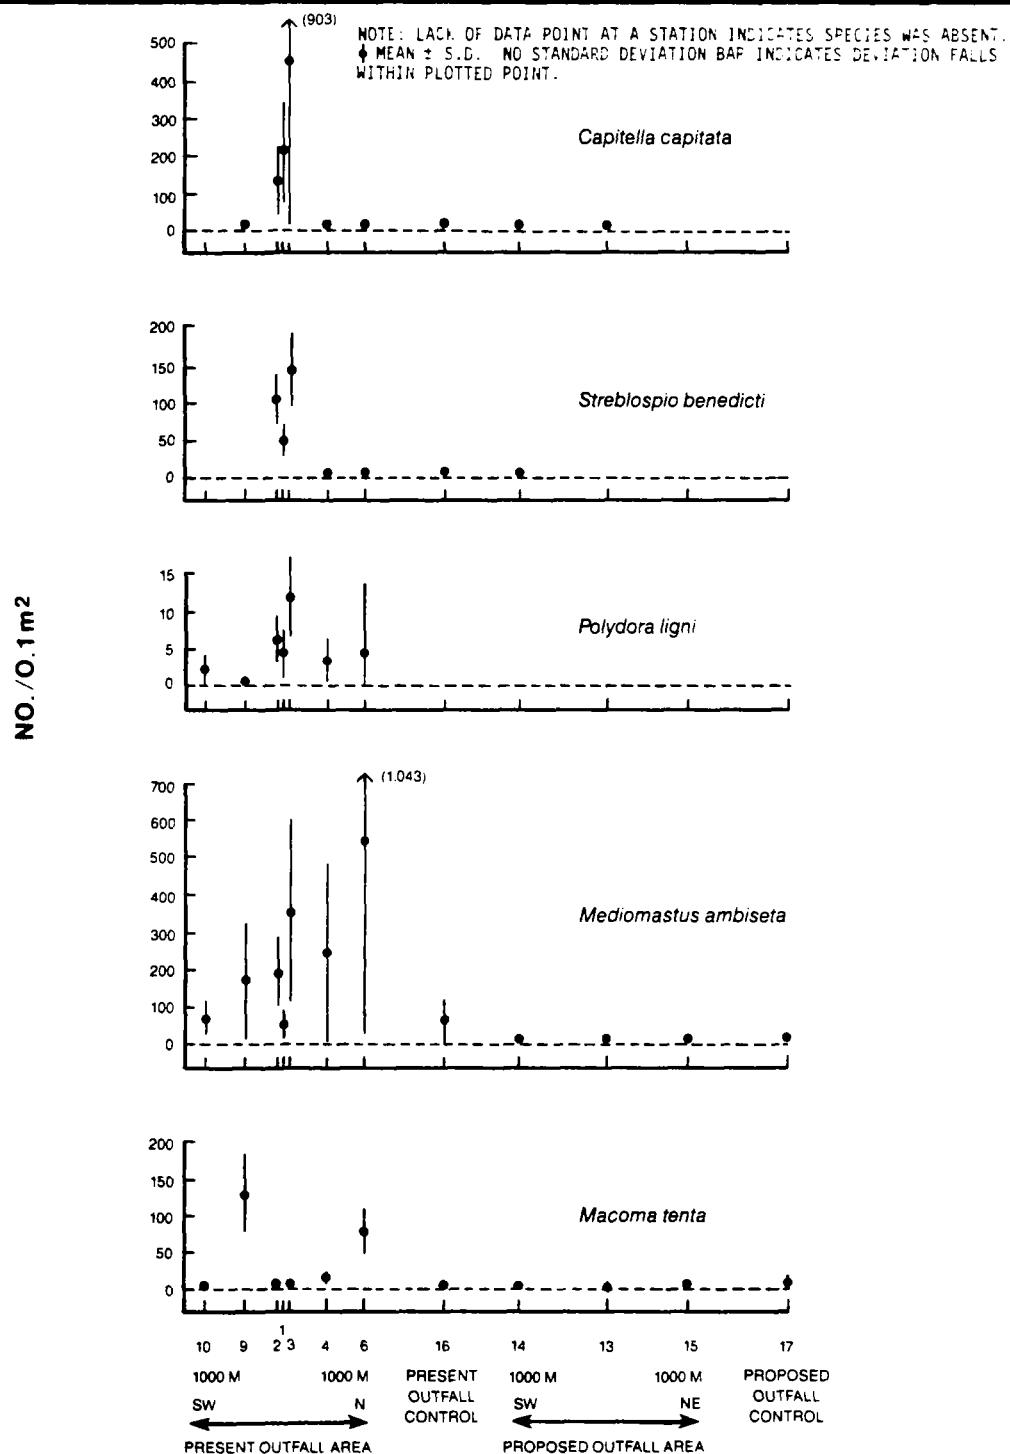 (903)
NOTE: LACK OF DATA POINT AT A STATION INDICATES SPECIES WAS ABSENT.
MEAN ± S.D. NO STANDARD DEVIATION BAR INDICATES DEVIATION FALLS
WITHIN PLOTTED POINT.
500
400
300
200
100
0
Capitella capitata
200
150
100
50
0
Streblospio benedicti
NO./0.1m²
15
10
5
0
Polydora ligni
(1.043)
700
600
500
400
300
200
100
0
Mediomastus ambiseta
200
150
100
50
0
Macoma tenta
10 9 2 1 3 4 6 16 14 13 15 17
1000 M 1000 M PRESENT 1000 M 1000 M PROPOSED
SW N OUTFALL SW NE OUTFALL
CONTROL CONTROL
PRESENT OUTFALL AREA PROPOSED OUTFALL AREA